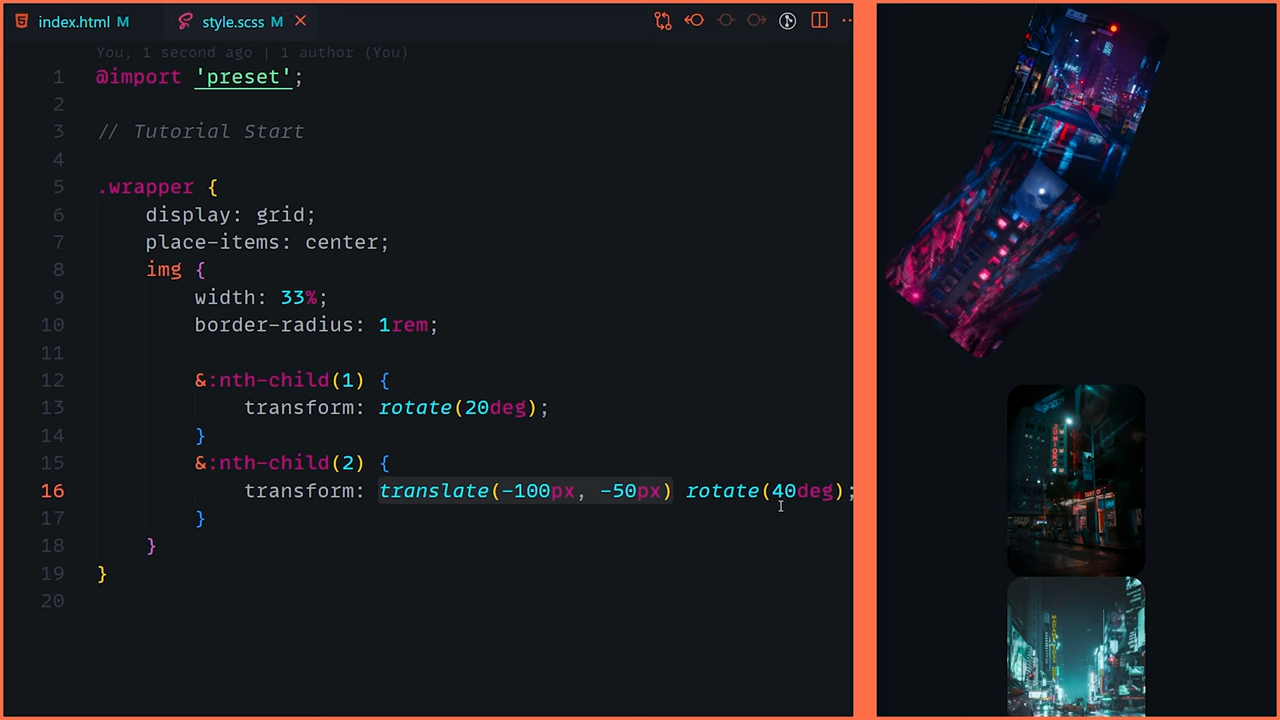 index.html M
style.scss M
You, 1 second ago | 1 author (You)
1 @import 'preset';
2
3 // Tutorial Start
4
5 .wrapper {
6 display: grid;
7 place-items: center;
8 img {
9 width: 33%;
10 border-radius: 1rem;
11
12 &:nth-child(1) {
13 transform: rotate(20deg);
14 }
15 &:nth-child(2) {
16 transform: translate(-100px, -50px) rotate(40deg);
17 }
18 }
19 }
20